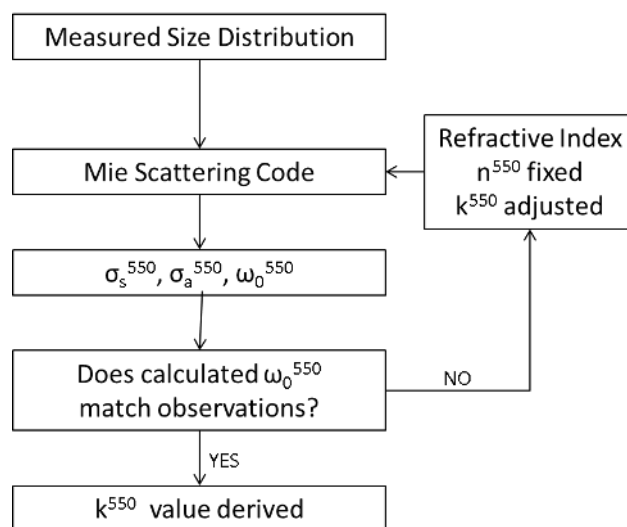 Measured Size Distribution
Mie Scattering Code
Refractive Index
n⁵⁵⁰ fixed
k⁵⁵⁰ adjusted
σₛ⁵⁵⁰, σₐ⁵⁵⁰, ω₀⁵⁵⁰
Does calculated ω₀⁵⁵⁰
match observations?
NO
YES
k⁵⁵⁰ value derived